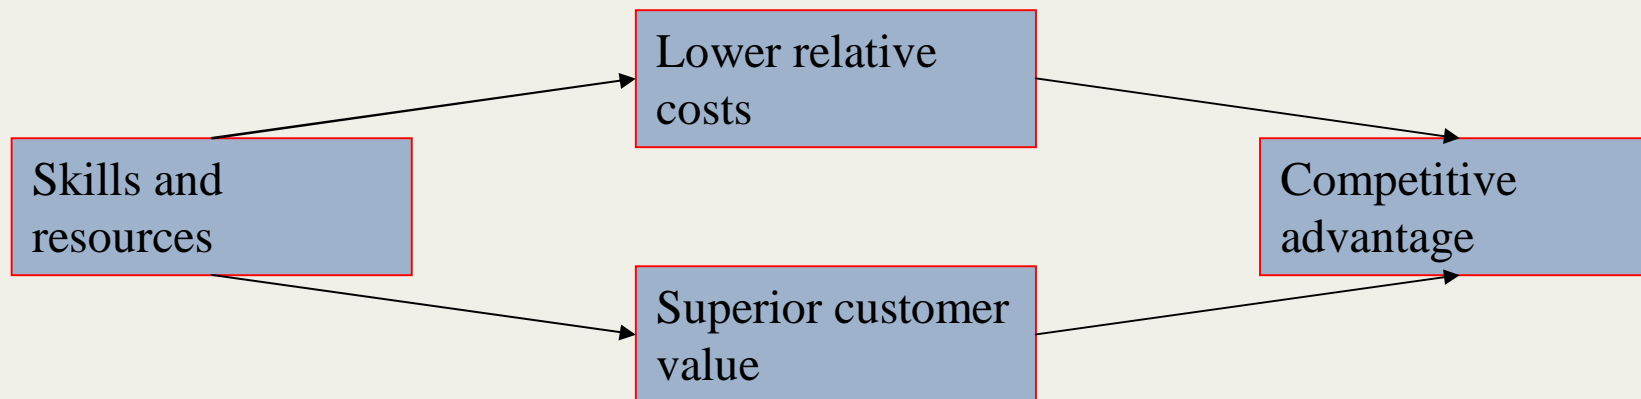 Lower relative
costs
Skills and
resources
Competitive
advantage
Superior customer
value